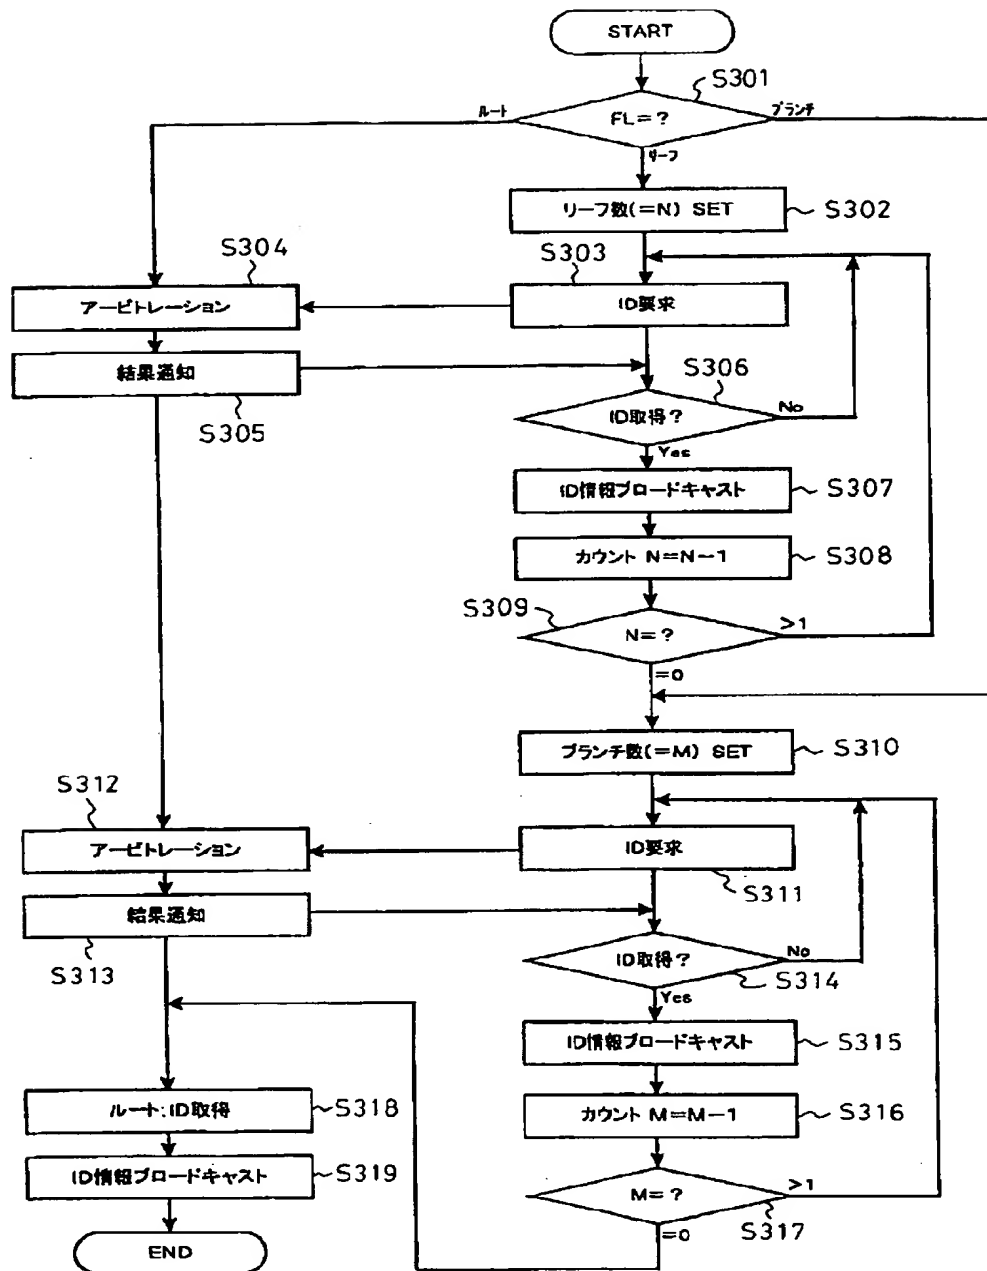 START
S301
ルート
FL=?
ブランチ
リーフ
リーフ数(=N) SET
S302
S304
S303
アービトレーション
ID要求
結果通知
S305
S306
ID取得?
No
Yes
ID情報ブロードキャスト
S307
カウント N=N-1
S308
S309
N=?
>1
=0
ブランチ数(=M) SET
S310
S312
アービトレーション
ID要求
S311
結果通知
S313
ID取得?
No
S314
Yes
ID情報ブロードキャスト
S315
カウント M=M-1
S316
ルート:ID取得
S318
ID情報ブロードキャスト
S319
M=?
>1
S317
=0
END